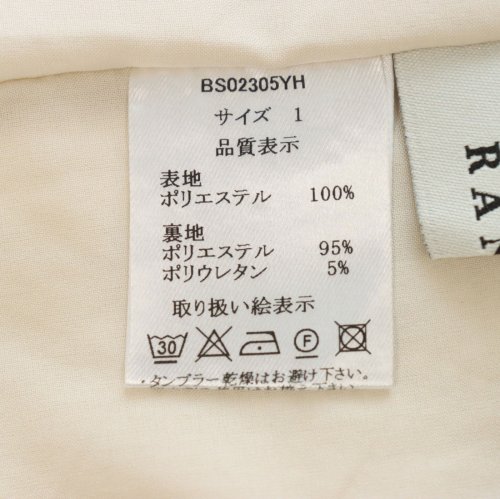 BS02305YH
サイズ 1
品質表示
表地
ポリエステル 100%
裏地
ポリエステル 95%
ポリウレタン 5%
取り扱い絵表示
30 F
タンブラー乾燥はお避け下さい。
R
A